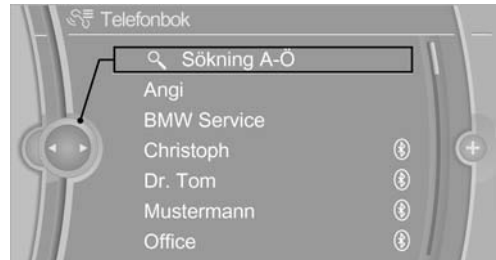 Telefonbok
Sökning A-Ö
Angi
BMW Service
Christoph
Dr. Tom
Mustermann
Office